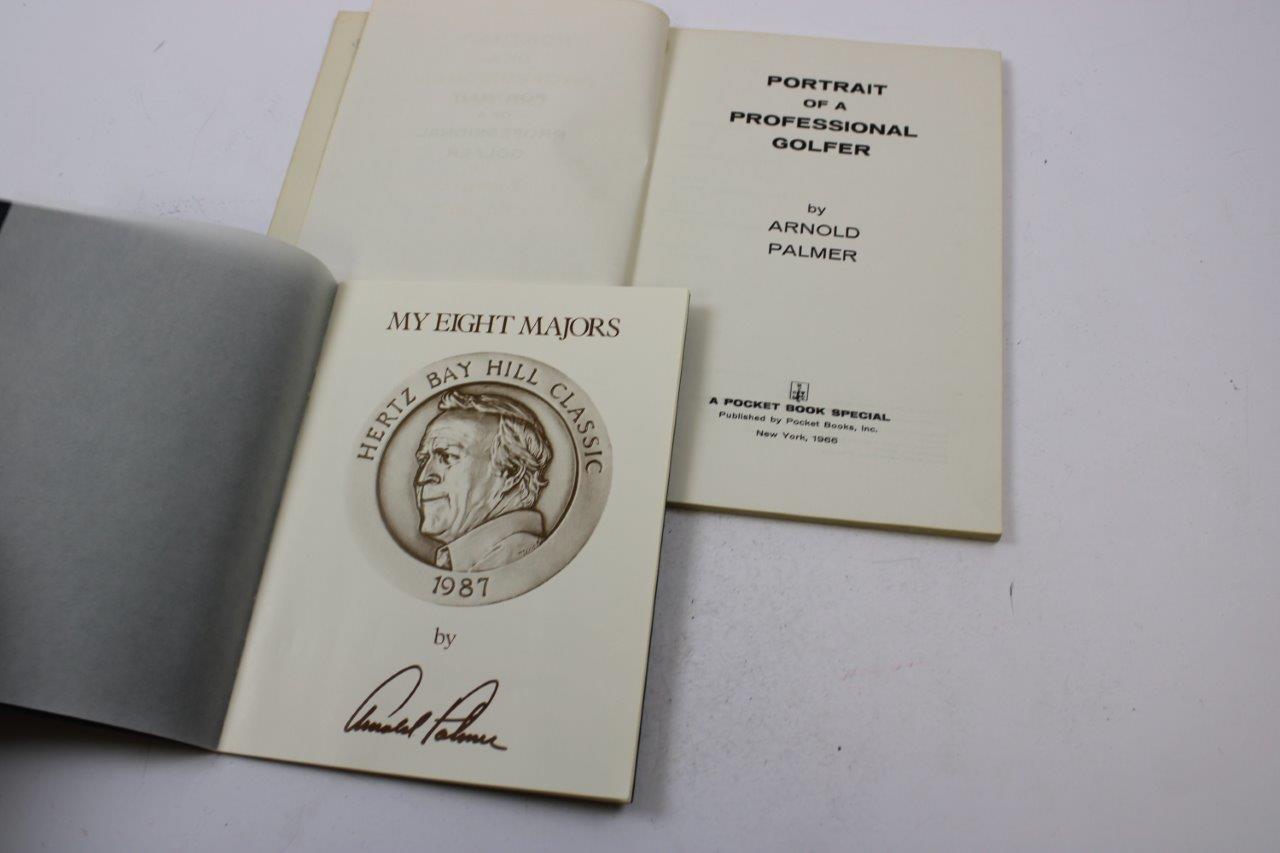 PORTRAIT
OF A
PROFESSIONAL
GOLFER
by
ARNOLD
PALMER
A POCKET BOOK SPECIAL
Published by Pocket Books, Inc.
New York, 1966
MY EIGHT MAJORS
HERTZ BAY HILL CLASSIC
1987
by
Arnold Palmer